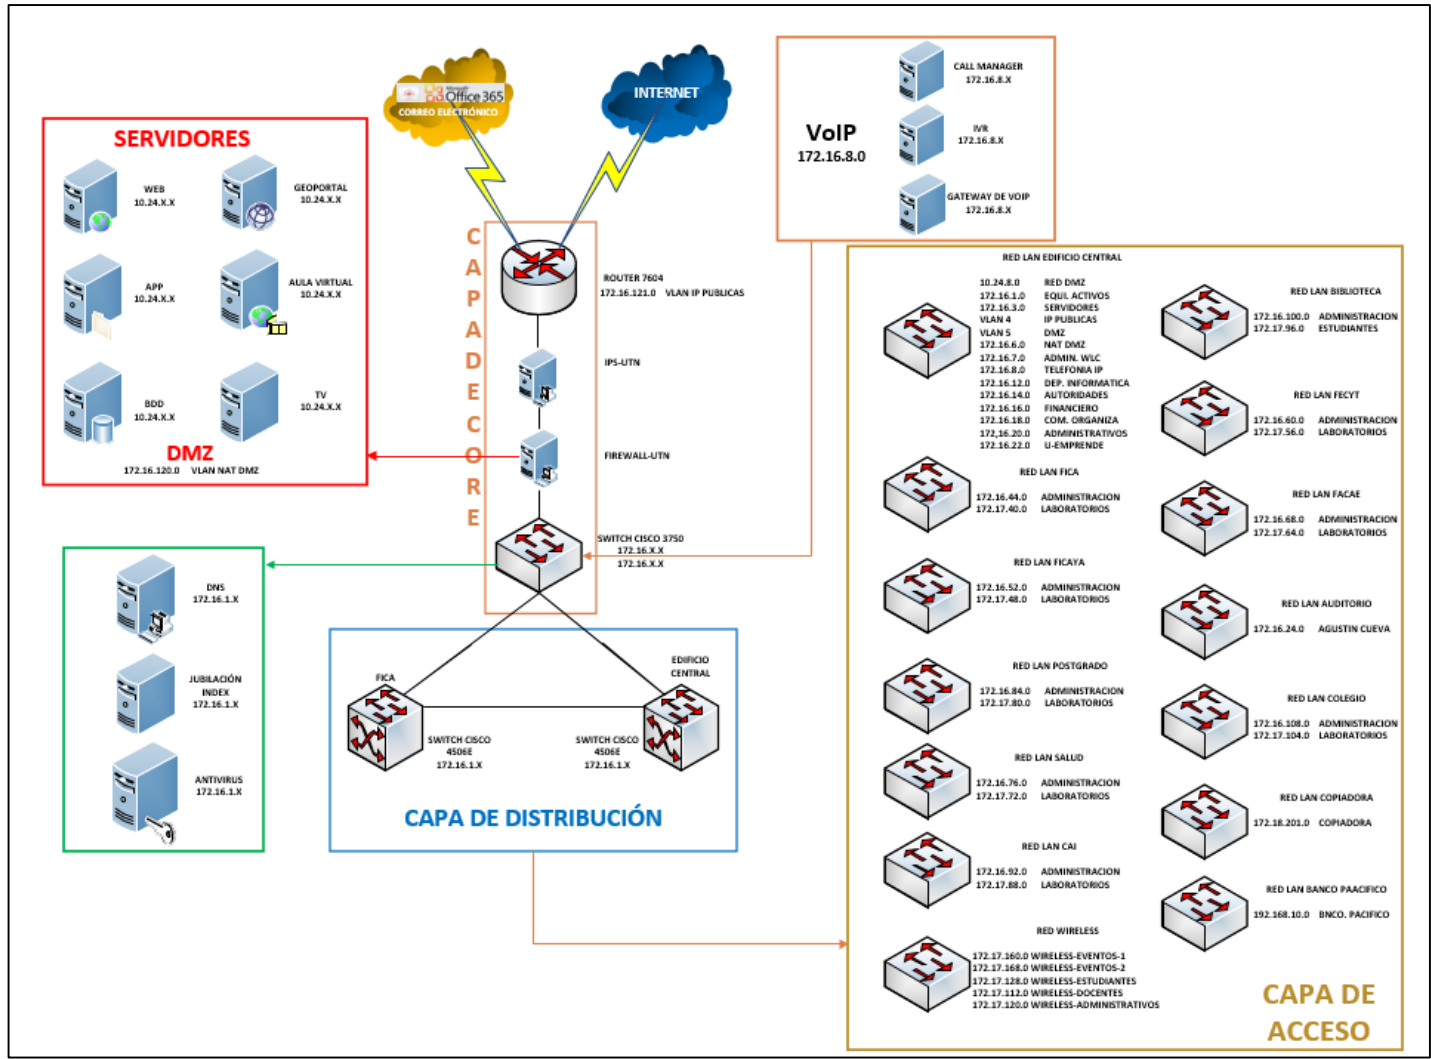 Microsoft
Office 365
CORREO ELECTRÓNICO
INTERNET
SERVIDORES
WEB
10.24.X.X
GEOPORTAL
10.24.X.X
APP
10.24.X.X
AULA VIRTUAL
10.24.X.X
BDD
10.24.X.X
TV
10.24.X.X
DMZ
172.16.120.0 VLAN NAT DMZ
CAPA DE CORE
ROUTER 7604
172.16.121.0 VLAN IP PUBLICAS
IPS-UTN
FIREWALL-UTN
SWITCH CISCO 3750
172.16.X.X
172.16.X.X
VoIP
172.16.8.0
CALL MANAGER
172.16.8.X
IVR
172.16.8.X
GATEWAY DE VOIP
172.16.8.X
DNS
172.16.1.X
JUBILACIÓN
INDEX
172.16.1.X
ANTIVIRUS
172.16.1.X
FICA
SWITCH CISCO
4506E
172.16.1.X
EDIFICIO
CENTRAL
SWITCH CISCO
4506E
172.16.1.X
CAPA DE DISTRIBUCIÓN
RED LAN EDIFICIO CENTRAL
10.24.8.0 RED DMZ
172.16.1.0 EQUI. ACTIVOS
172.16.3.0 SERVIDORES
VLAN 4 IP PUBLICAS
VLAN 5 DMZ
172.16.6.0 NAT DMZ
172.16.7.0 ADMIN. WLC
172.16.8.0 TELEFONIA IP
172.16.12.0 DEP. INFORMATICA
172.16.14.0 AUTORIDADES
172.16.16.0 FINANCIERO
172.16.18.0 COM. ORGANIZA
172,16.20.0 ADMINISTRATIVOS
172.16.22.0 U-EMPRENDE
RED LAN FICA
172.16.44.0 ADMINISTRACION
172.17.40.0 LABORATORIOS
RED LAN FICAYA
172.16.52.0 ADMINISTRACION
172.17.48.0 LABORATORIOS
RED LAN POSTGRADO
172.16.84.0 ADMINISTRACION
172.17.80.0 LABORATORIOS
RED LAN SALUD
172.16.76.0 ADMINISTRACION
172.17.72.0 LABORATORIOS
RED LAN CAI
172.16.92.0 ADMINISTRACION
172.17.88.0 LABORATORIOS
RED WIRELESS
172.17.160.0 WIRELESS-EVENTOS-1
172.17.168.0 WIRELESS-EVENTOS-2
172.17.128.0 WIRELESS-ESTUDIANTES
172.17.112.0 WIRELESS-DOCENTES
172.17.120.0 WIRELESS-ADMINISTRATIVOS
RED LAN BIBLIOTECA
172.16.100.0 ADMINISTRACION
172.17.96.0 ESTUDIANTES
RED LAN FECYT
172.16.60.0 ADMINISTRACION
172.17.56.0 LABORATORIOS
RED LAN FACAE
172.16.68.0 ADMINISTRACION
172.17.64.0 LABORATORIOS
RED LAN AUDITORIO
172.16.24.0 AGUSTIN CUEVA
RED LAN COLEGIO
172.16.108.0 ADMINISTRACION
172.17.104.0 LABORATORIOS
RED LAN COPIADORA
172.18.201.0 COPIADORA
RED LAN BANCO PAACIFICO
192.168.10.0 BNCO. PACIFICO
CAPA DE
ACCESO